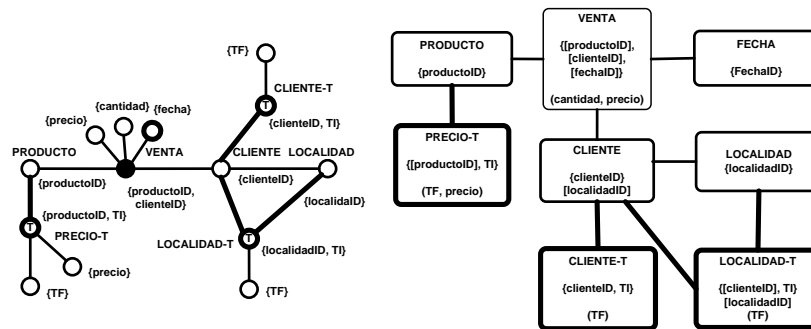 {TF}
CLIENTE-T
{clienteID, TI}
{cantidad}
{fecha}
{precio}
PRODUCTO
VENTA
CLIENTE
LOCALIDAD
{productoID}
{productoID,
clienteID}
{clienteID}
{localidaID}
{productoID, TI}
PRECIO-T
LOCALIDAD-T
{localidadID, TI}
{precio}
{TF}
{TF}
T
T
T
VENTA
{[productoID],
[clienteID],
[fechaID]}
(cantidad, precio)
PRODUCTO
{productoID}
FECHA
{FechaID}
PRECIO-T
{[productoID], TI}
(TF, precio)
CLIENTE
{clienteID}
[localidadID]
LOCALIDAD
{localidadID}
CLIENTE-T
{clienteID, TI}
(TF)
LOCALIDAD-T
{[clienteID], TI}
[localidadID]
(TF)